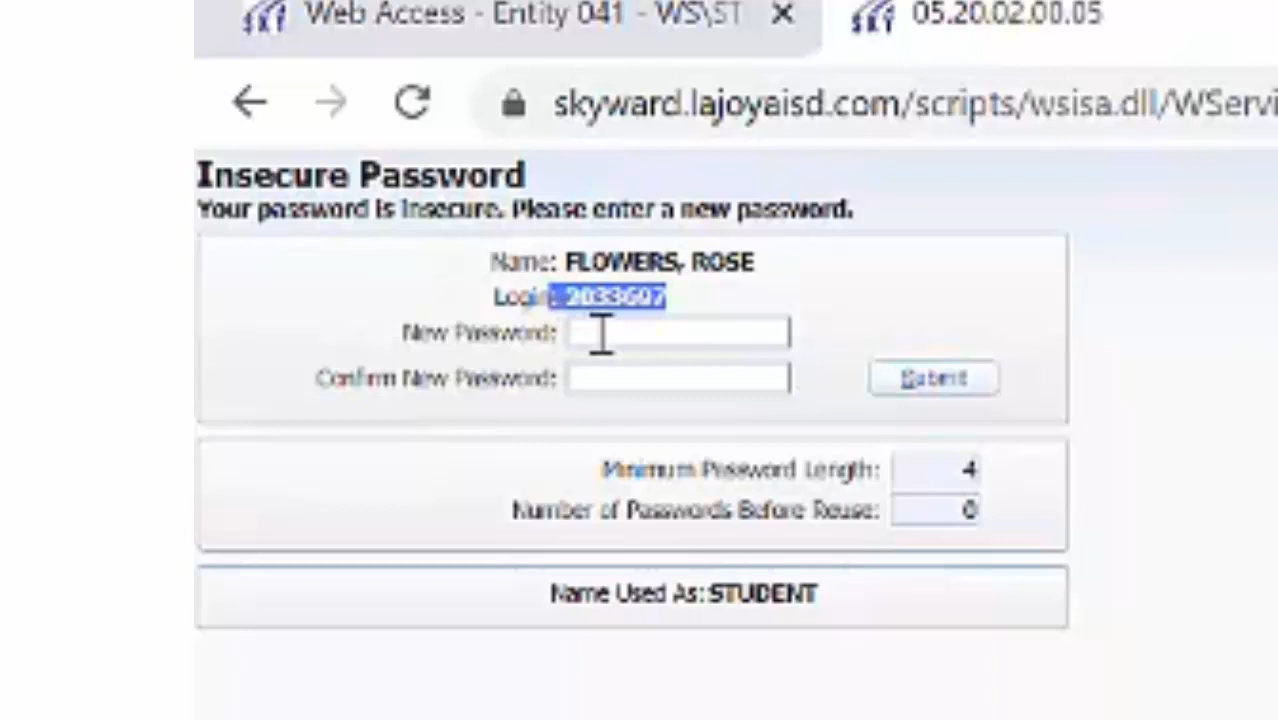 Web Access - Entity 041 - WS\ST
05.20.02.00.05
skyward.lajoyaisd.com/scripts/wsisa.dll/WServi
Insecure Password
Your password is insecure. Please enter a new password.
Name: FLOWERS, ROSE
Login: 2033697
New Password:
Confirm New Password:
Submit
Minimum Password Length: 4
Number of Passwords Before Reuse: 0
Name Used As: STUDENT